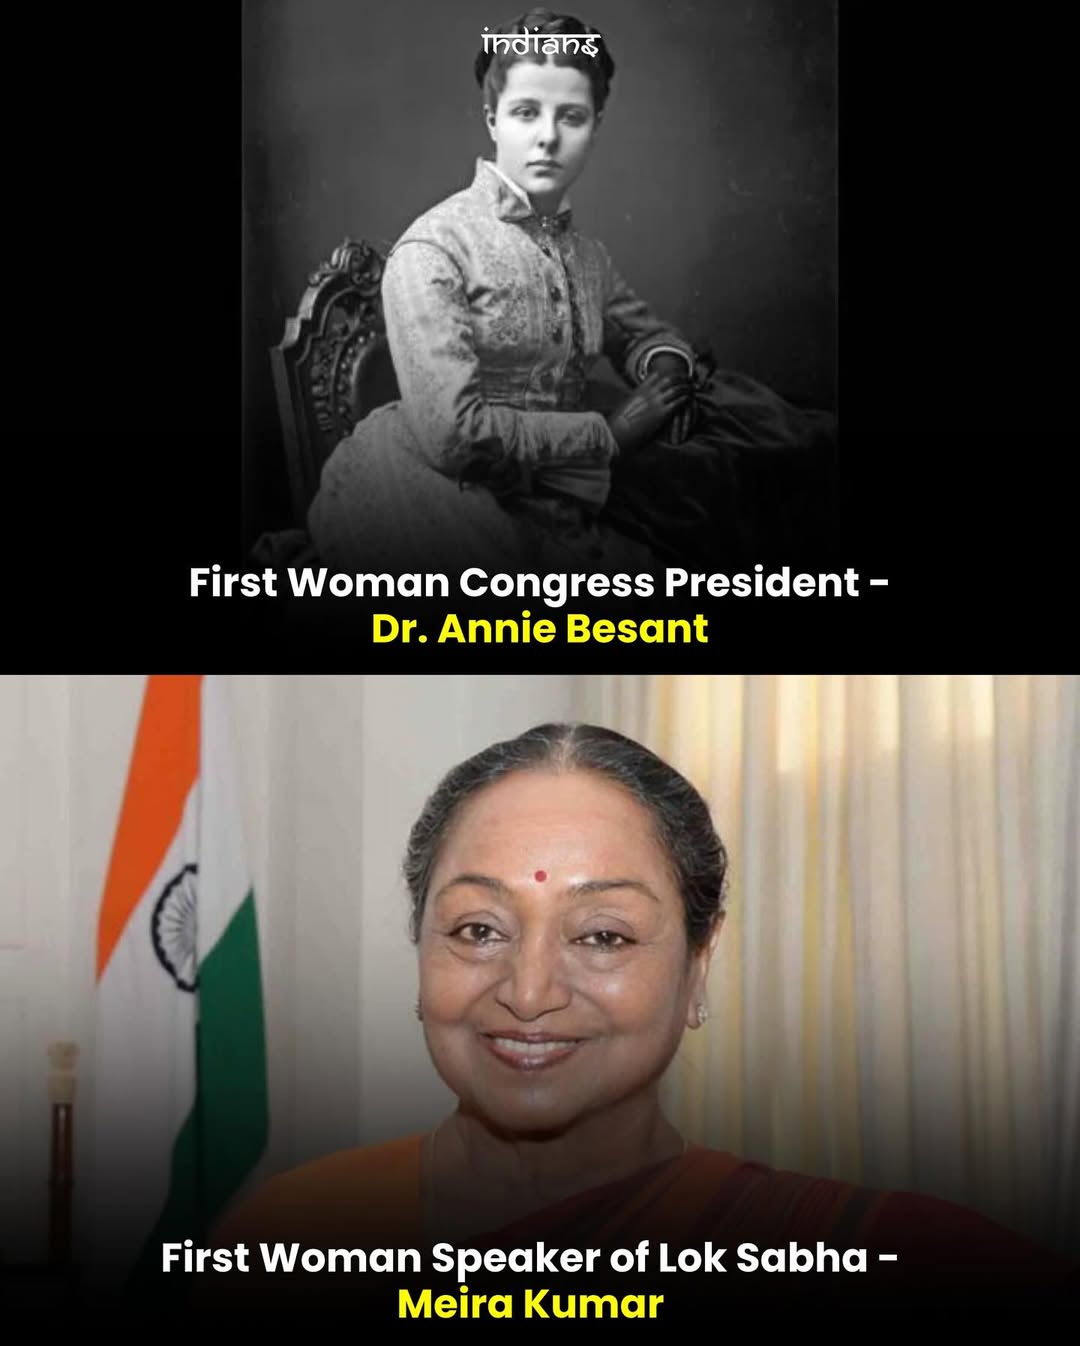 indians
First Woman Congress President -
Dr. Annie Besant
First Woman Speaker of Lok Sabha -
Meira Kumar